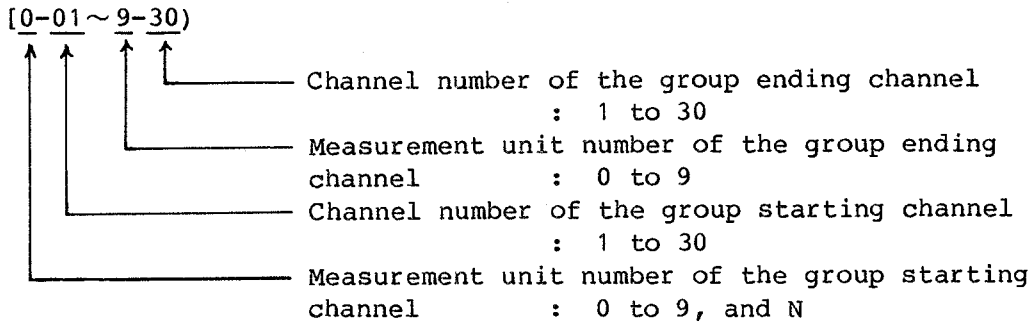 [0-01～9-30)
Channel number of the group ending channel
: 1 to 30
Measurement unit number of the group ending
channel : 0 to 9
Channel number of the group starting channel
: 1 to 30
Measurement unit number of the group starting
channel : 0 to 9, and N